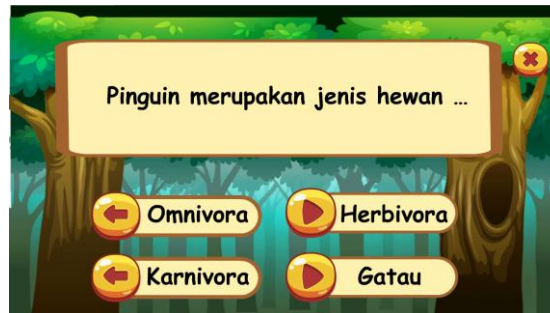 Pinguin merupakan jenis hewan ...
Omnivora
Herbivora
Karnivora
Gatau